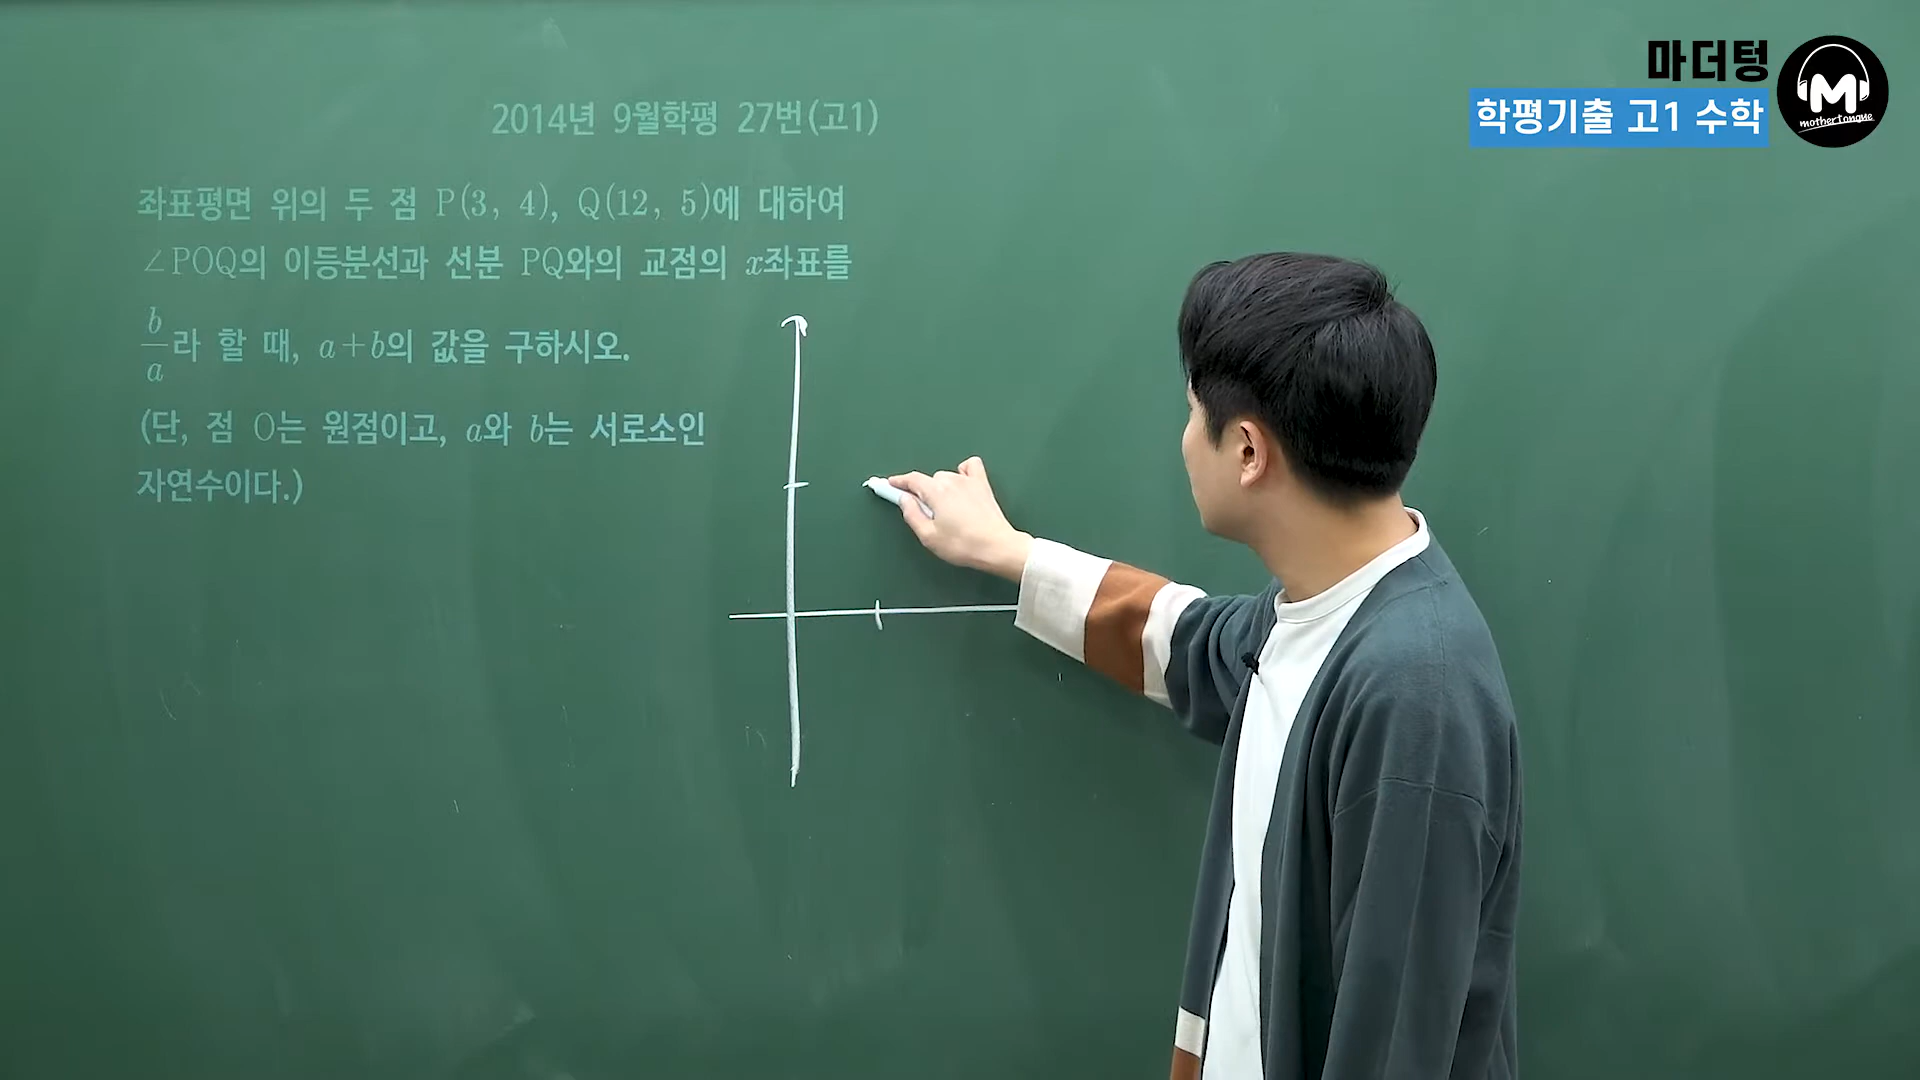 마더텅
학평기출 고1 수학
M
mothertongue
2014년 9월학평 27번(고1)
좌표평면 위의 두 점 P(3, 4), Q(12, 5)에 대하여
∠POQ의 이등분선과 선분 PQ와의 교점의 x좌표를
b/a라 할 때, a+b의 값을 구하시오.
(단, 점 O는 원점이고, a와 b는 서로소인
자연수이다.)